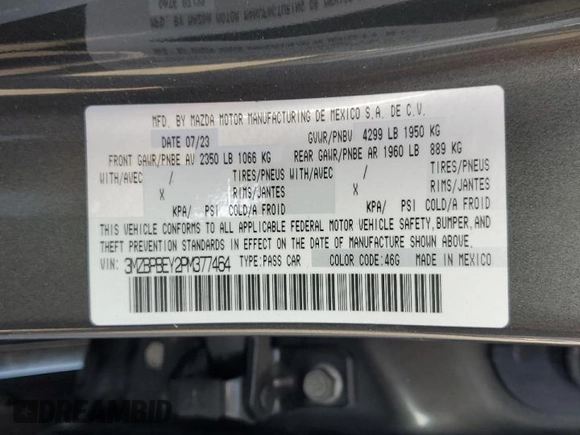 MFD. BY MAZDA MOTOR MANUFACTURING DE MEXICO S.A. DE C.V.
DATE 07/23 GVWR/PNBV 4299 LB 1950 KG
FRONT GAWR/PNBE AV 2350 LB 1066 KG REAR GAWR/PNBE AR 1960 LB 889 KG
WITH/AVEC / TIRES/PNEUS WITH/AVEC / TIRES/PNEUS
X RIMS/JANTES X RIMS/JANTES
KPA/ PSI COLD/A FROID KPA/ PSI COLD/A FROID
THIS VEHICLE CONFORMS TO ALL APPLICABLE FEDERAL MOTOR VEHICLE SAFETY, BUMPER, AND
THEFT PREVENTION STANDARDS IN EFFECT ON THE DATE OF MANUFACTURE SHOWN ABOVE.
VIN: 3MZBPBEY2PM377464 TYPE: PASS CAR COLOR CODE: 46G MADE IN MEXICO
DREAMBID